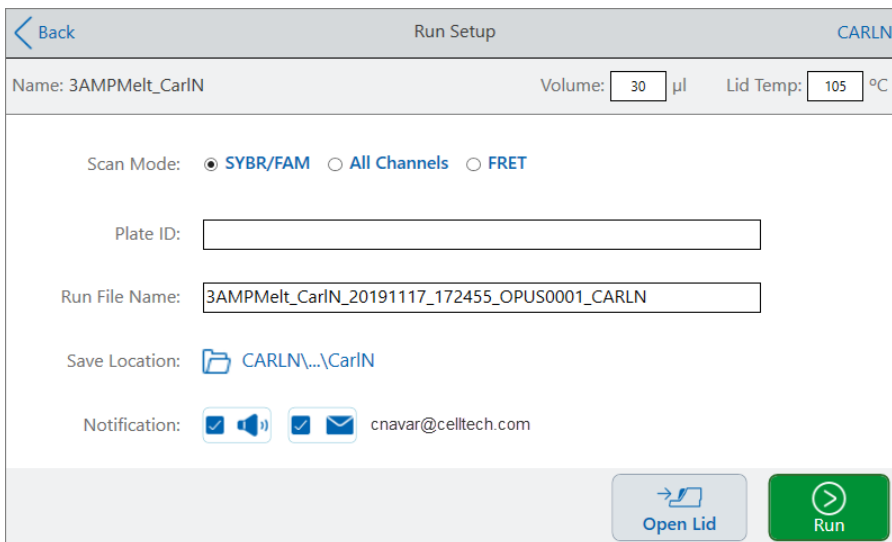 Back Run Setup CARLN
Name: 3AMPMelt_CarlN Volume: 30 µl Lid Temp: 105 ºC
Scan Mode: SYBR/FAM All Channels FRET
Plate ID:
Run File Name: 3AMPMelt_CarlN_20191117_172455_OPUS0001_CARLN
Save Location: CARLN\...\CarlN
Notification: cnavar@celltech.com
Open Lid Run